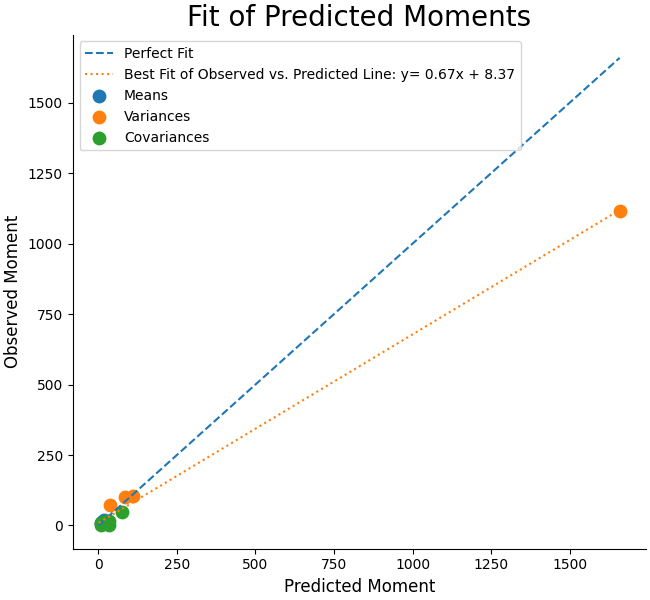 Fit of Predicted Moments
Perfect Fit
Best Fit of Observed vs. Predicted Line: y= 0.67x + 8.37
Means
Variances
Covariances
1500
1250
1000
750
500
250
0
Observed Moment
0 250 500 750 1000 1250 1500
Predicted Moment